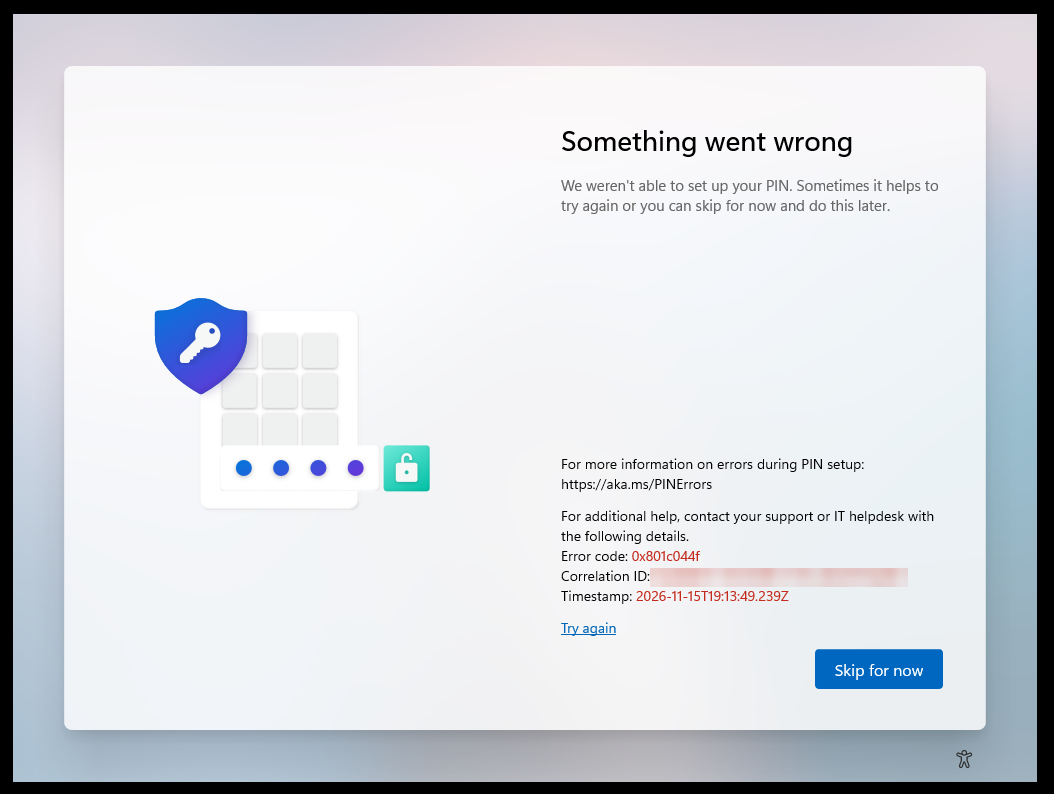 Something went wrong
We weren't able to set up your PIN. Sometimes it helps to
try again or you can skip for now and do this later.
For more information on errors during PIN setup:
https://aka.ms/PINErrors
For additional help, contact your support or IT helpdesk with
the following details.
Error code: 0x801c044f
Correlation ID:
Timestamp: 2026-11-15T19:13:49.239Z
Try again
Skip for now